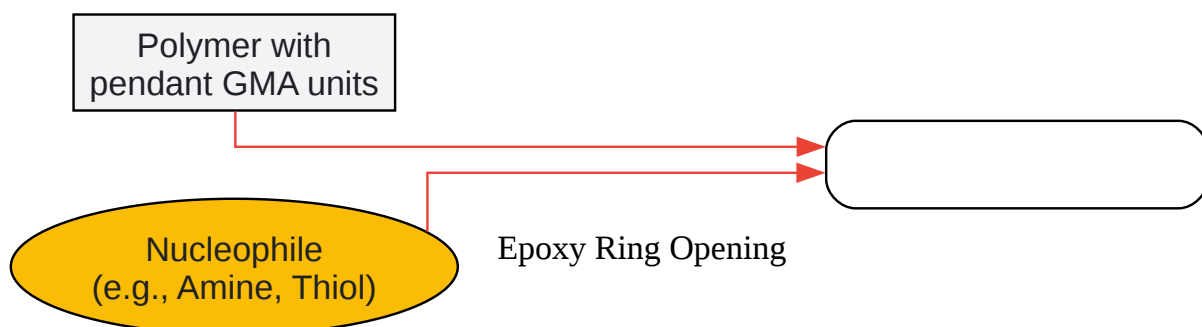 Polymer with
pendant GMA units
Nucleophile
(e.g., Amine, Thiol)
Epoxy Ring Opening